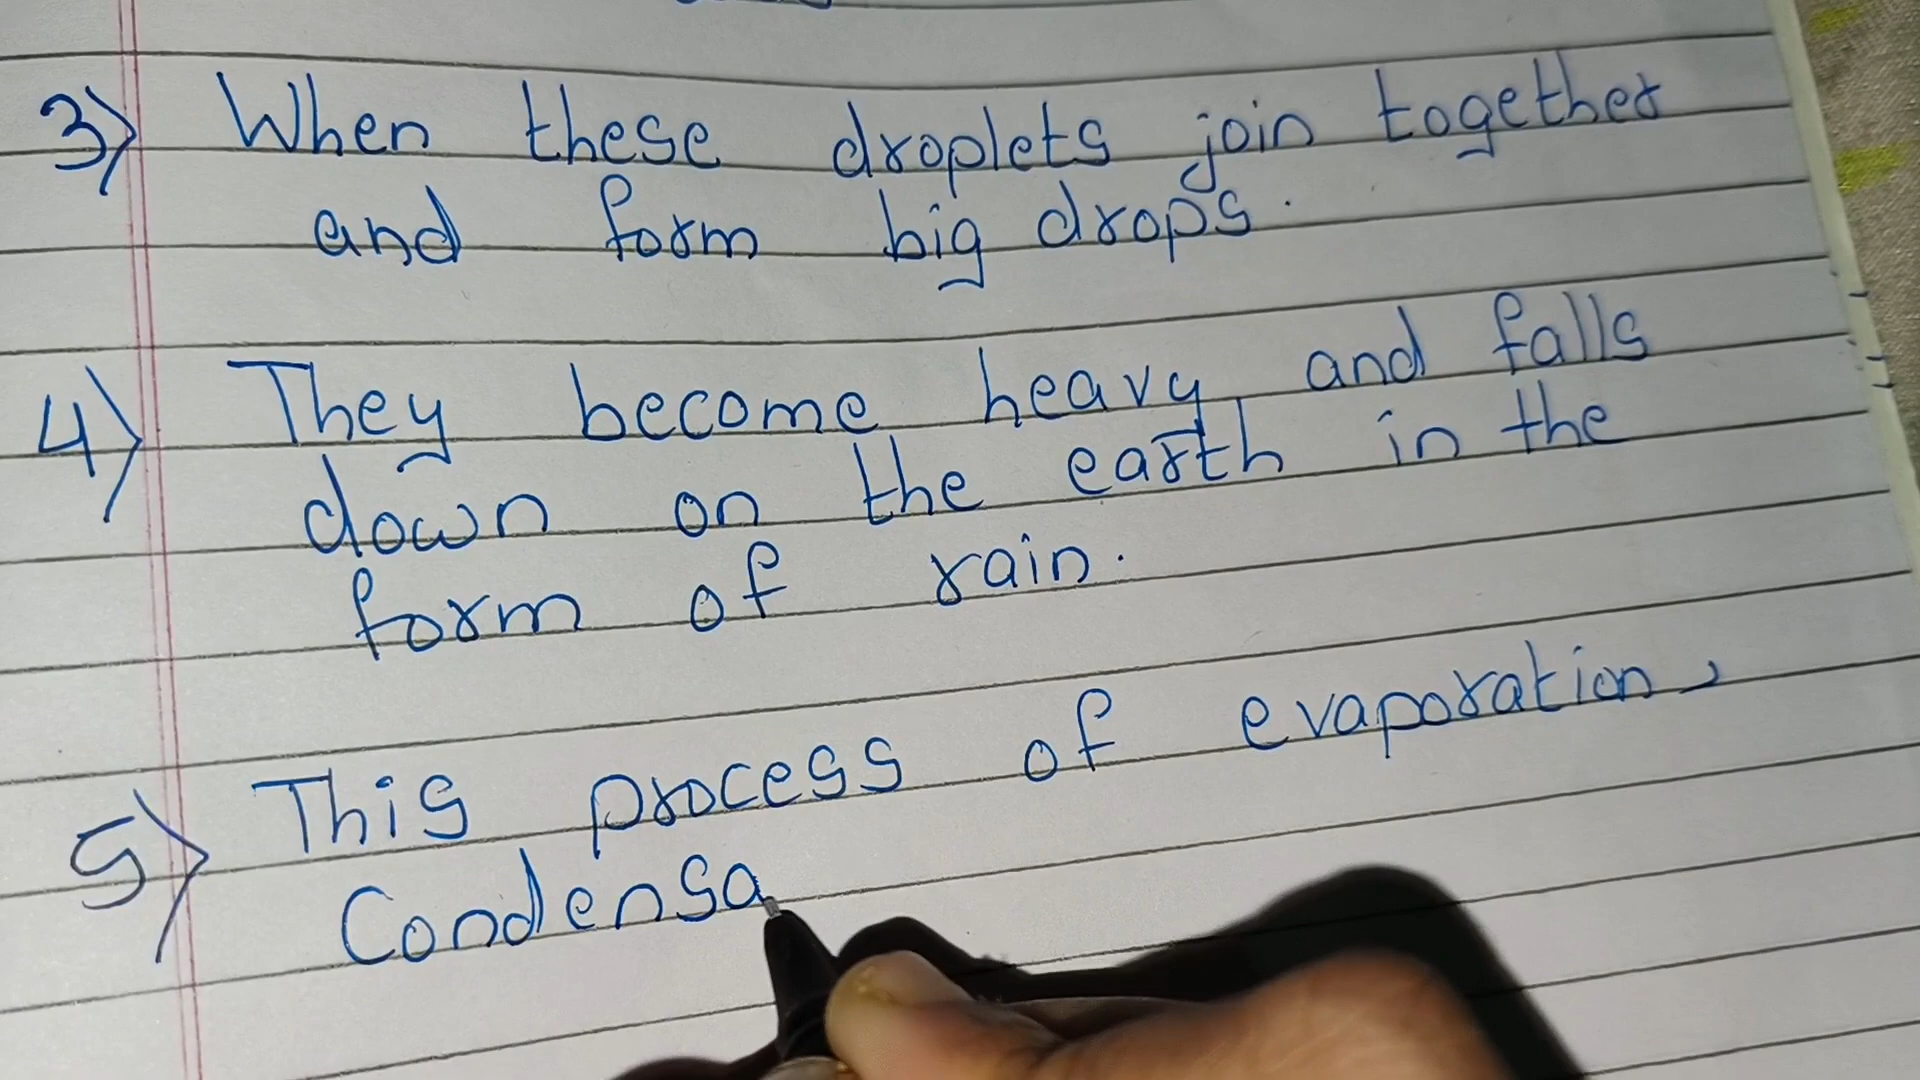 3) When these droplets join together
and form big drops.
4) They become heavy and falls
down on the earth in the
form of rain.
5) This process of evaporation,
Condensa